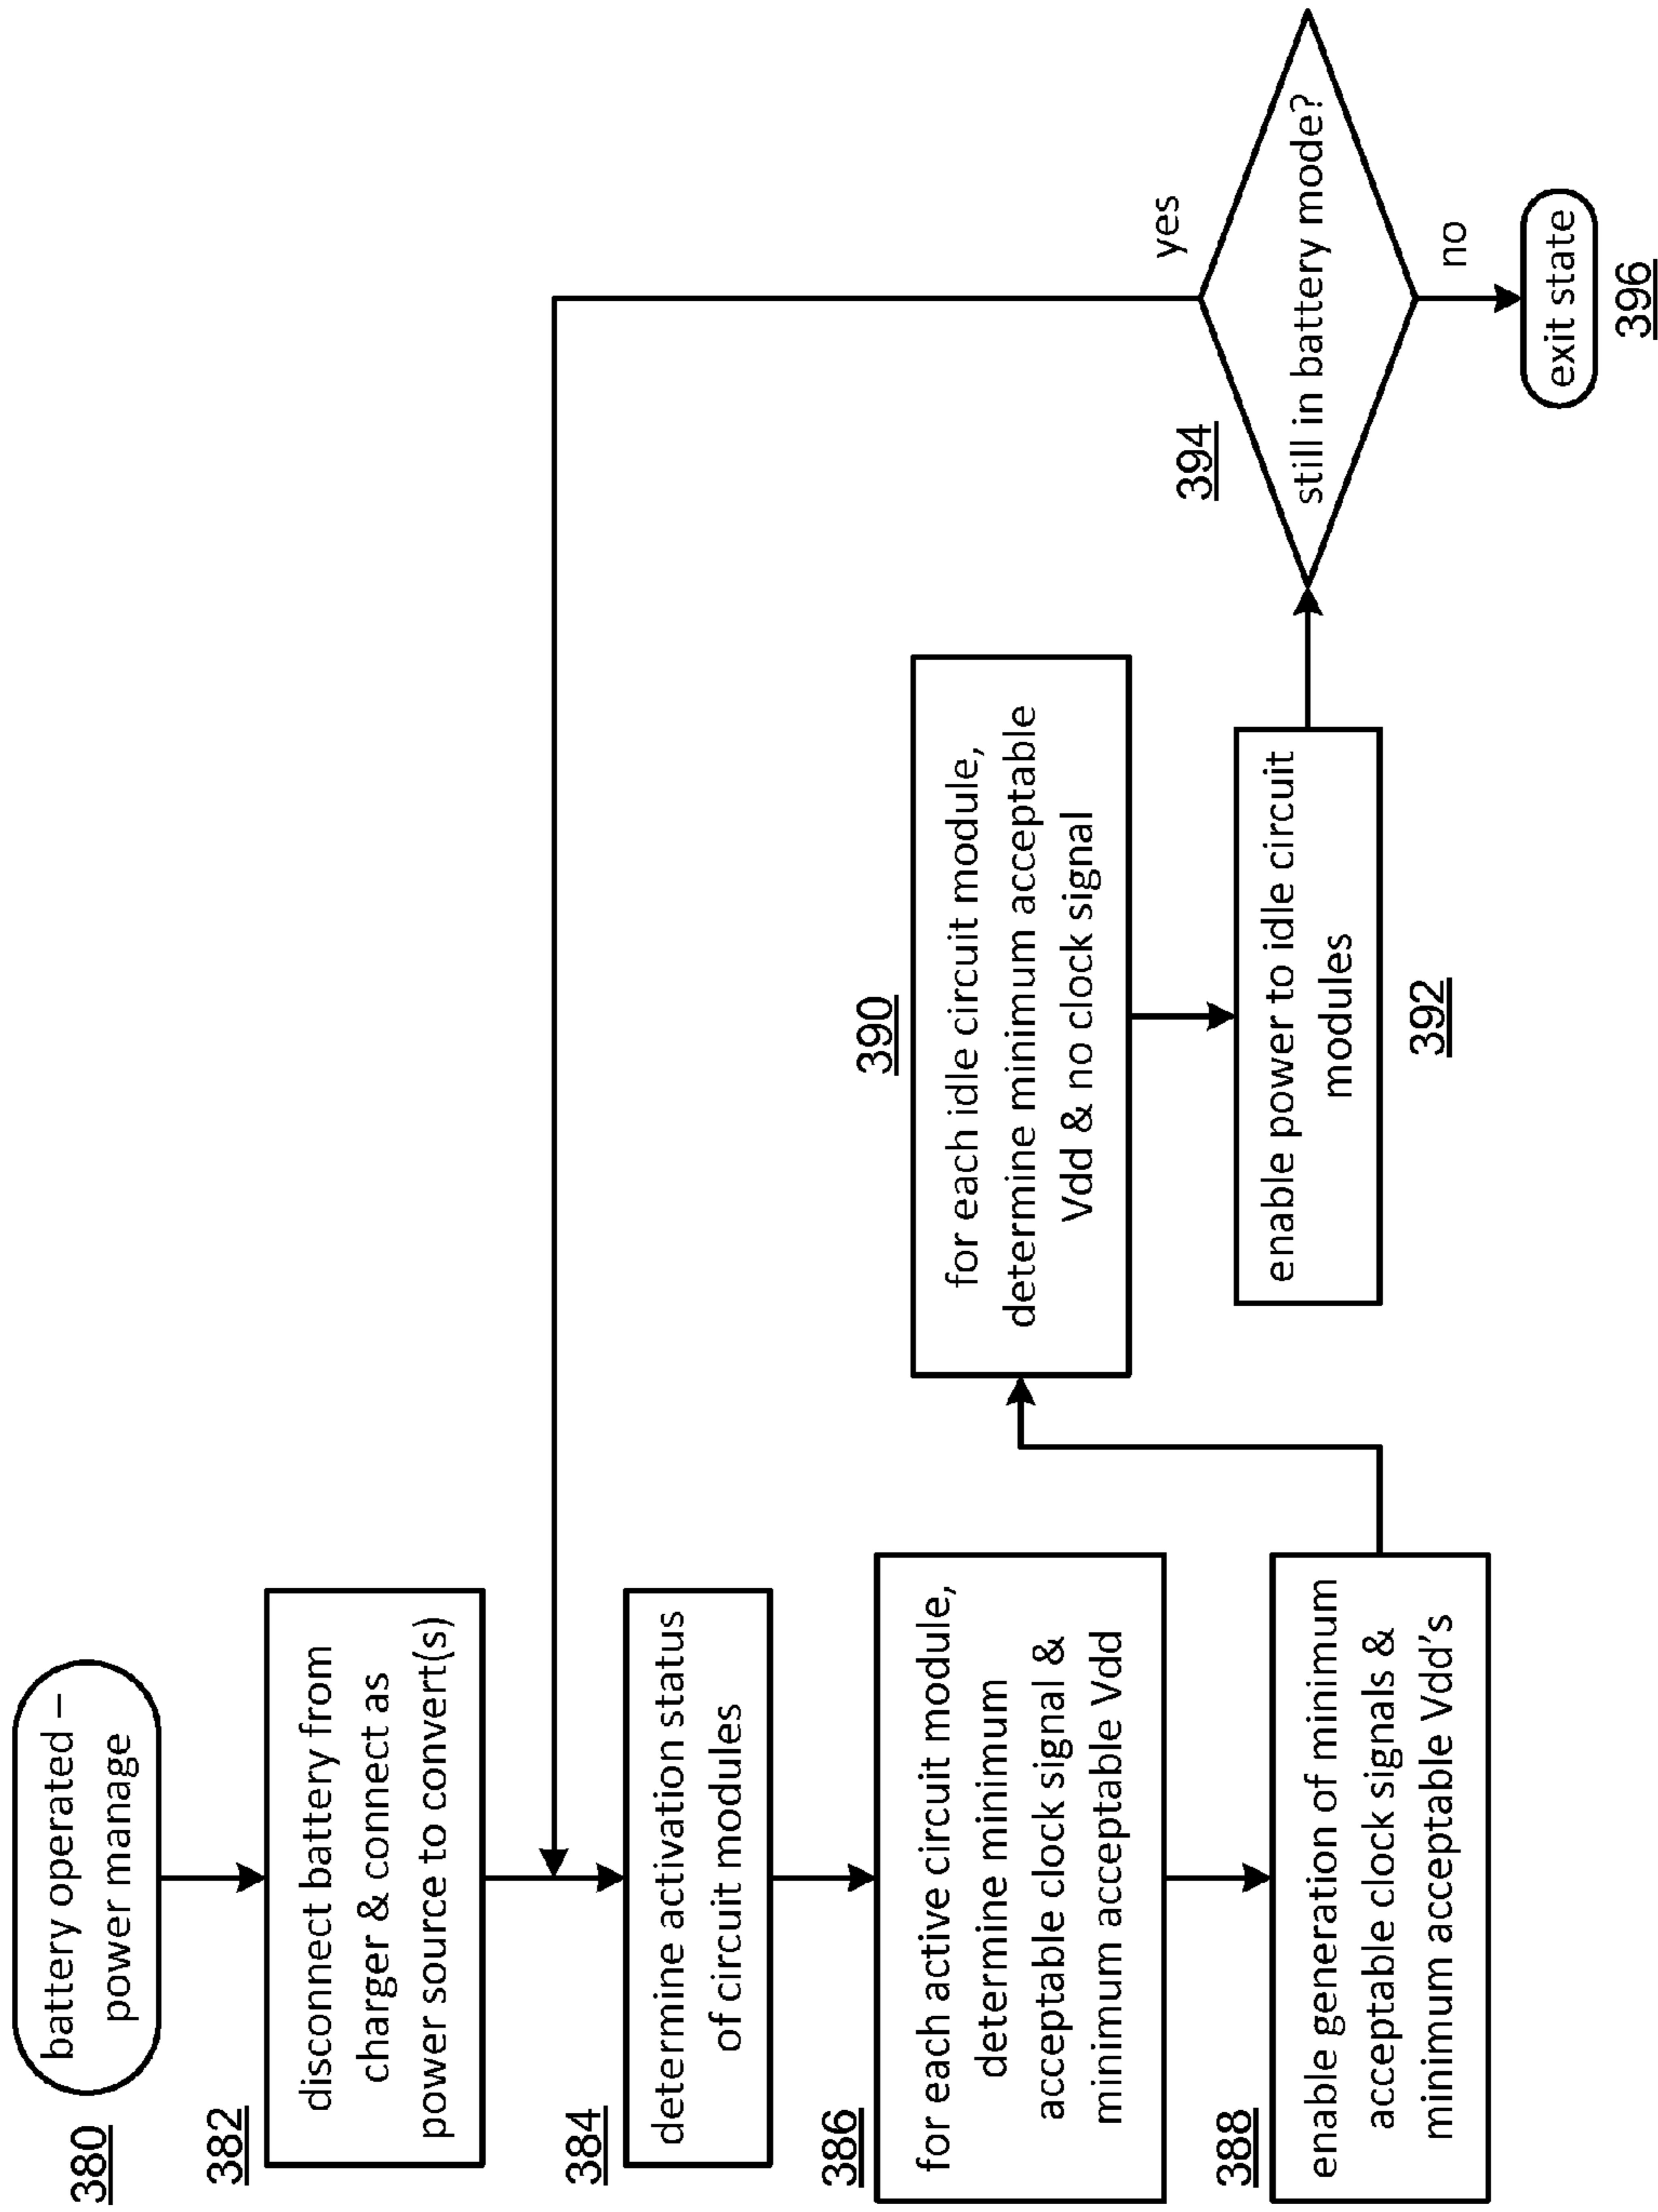 380
battery operated –
power manage
382
disconnect battery from
charger & connect as
power source to convert(s)
384
determine activation status
of circuit modules
386
for each active circuit module,
determine minimum
acceptable clock signal &
minimum acceptable Vdd
388
enable generation of minimum
acceptable clock signals &
minimum acceptable Vdd's
390
for each idle circuit module,
determine minimum acceptable
Vdd & no clock signal
enable power to idle circuit
modules
392
394
still in battery mode?
yes
no
exit state
396